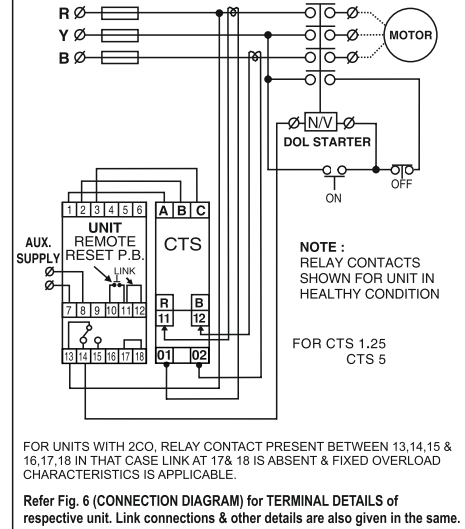 R
Y
B
MOTOR
N/V
DOL STARTER
ON
OFF
1 2 3 4 5 6
A B C
UNIT
REMOTE
RESET P.B.
LINK
CTS
AUX.
SUPPLY
7 8 9 10 11 12
R B
11 12
13 14 15 16 17 18
01 02
NOTE :
RELAY CONTACTS
SHOWN FOR UNIT IN
HEALTHY CONDITION
FOR CTS 1.25
CTS 5
FOR UNITS WITH 2CO, RELAY CONTACT PRESENT BETWEEN 13,14,15 &
16,17,18 IN THAT CASE LINK AT 17& 18 IS ABSENT & FIXED OVERLOAD
CHARACTERISTICS IS APPLICABLE.
Refer Fig. 6 (CONNECTION DIAGRAM) for TERMINAL DETAILS of
respective unit. Link connections & other details are also given in the same.